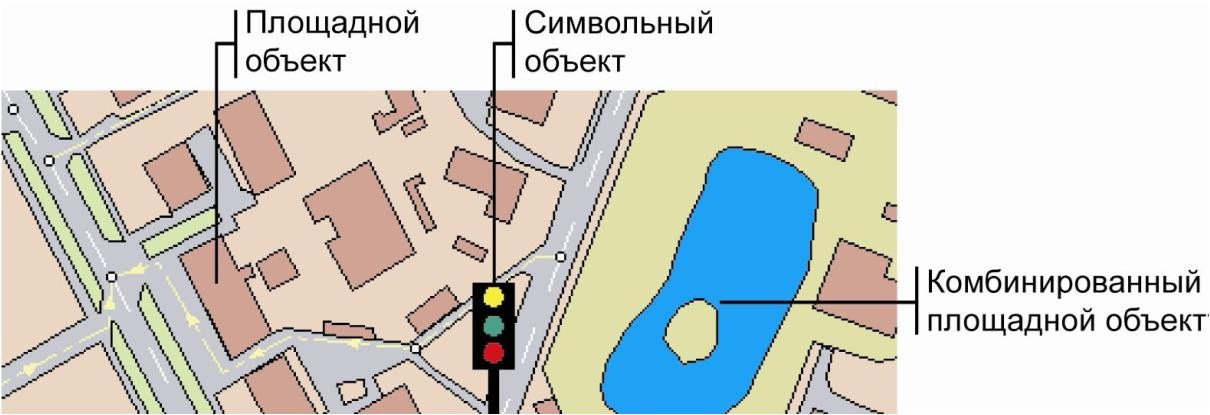 Площадной
объект
Символьный
объект
Комбинированный
площадной объект